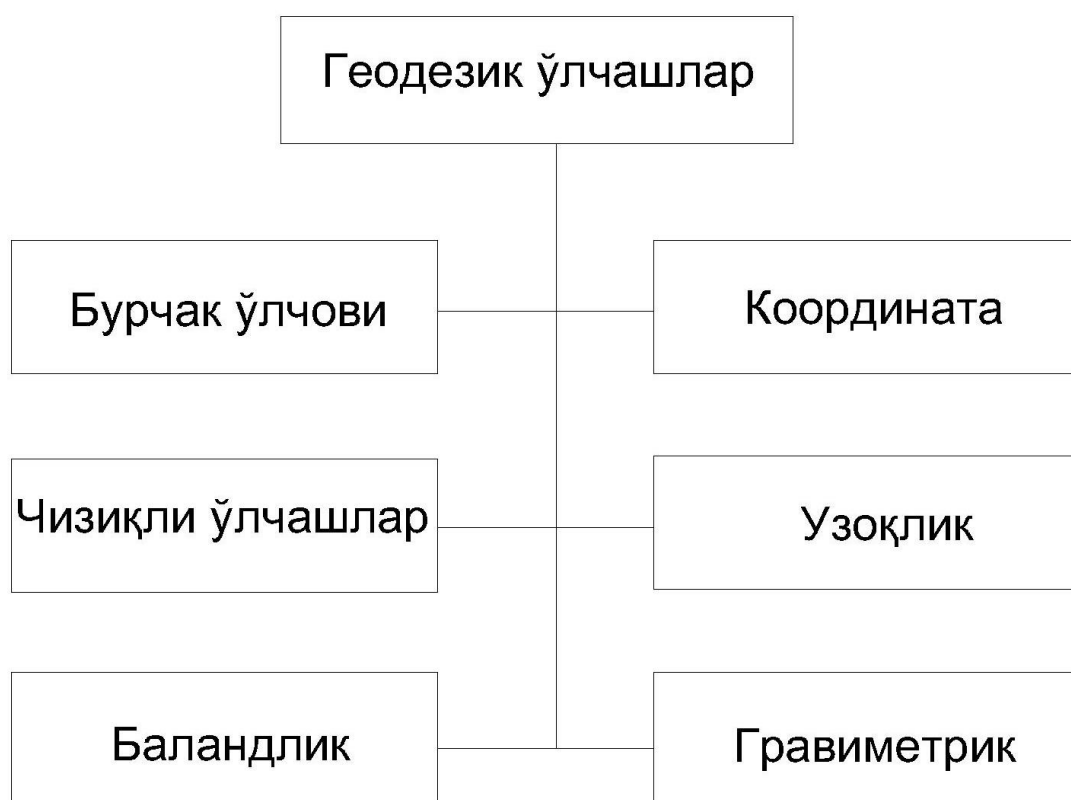 Геодезик ўлчашлар
Бурчак ўлчови
Координата
Чизиқли ўлчашлар
Узоқлик
Баландлик
Гравиметрик